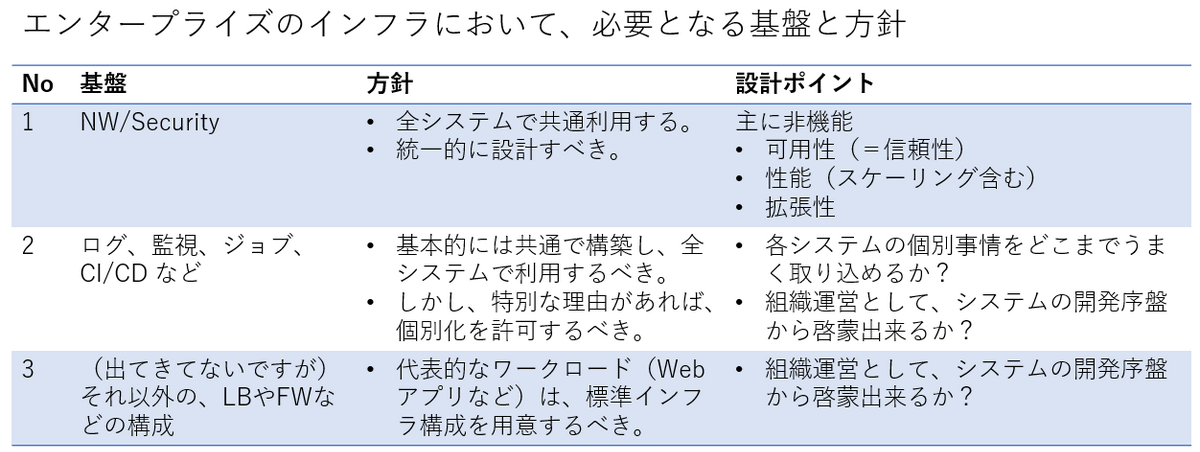 エンタープライズのインフラにおいて、必要となる基盤と方針
No 基盤 方針 設計ポイント
1 NW/Security • 全システムで共通利用する。 主に非機能
• 統一的に設計すべき。 • 可用性（＝信頼性）
• 性能（スケーリング含む）
• 拡張性
2 ログ、監視、ジョブ、 • 基本的には共通で構築し、全 • 各システムの個別事情をどこまでうま
CI/CD など システムで利用するべき。 く取り込めるか？
• しかし、特別な理由があれば、 • 組織運営として、システムの開発序盤
個別化を許可するべき。 から啓蒙出来るか？
3 （出てきてないですが） • 代表的なワークロード（Web • 組織運営として、システムの開発序盤
それ以外の、LBやFWな アプリなど）は、標準インフ から啓蒙出来るか？
どの構成 ラ構成を用意するべき。